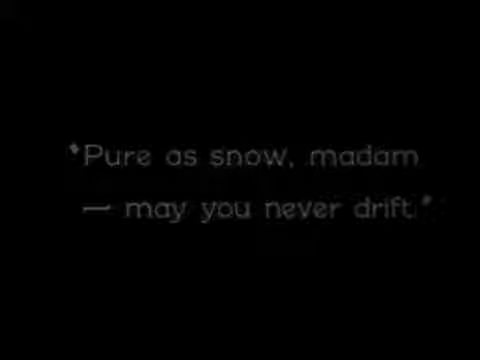 "Pure as snow, madam
— may you never drift."